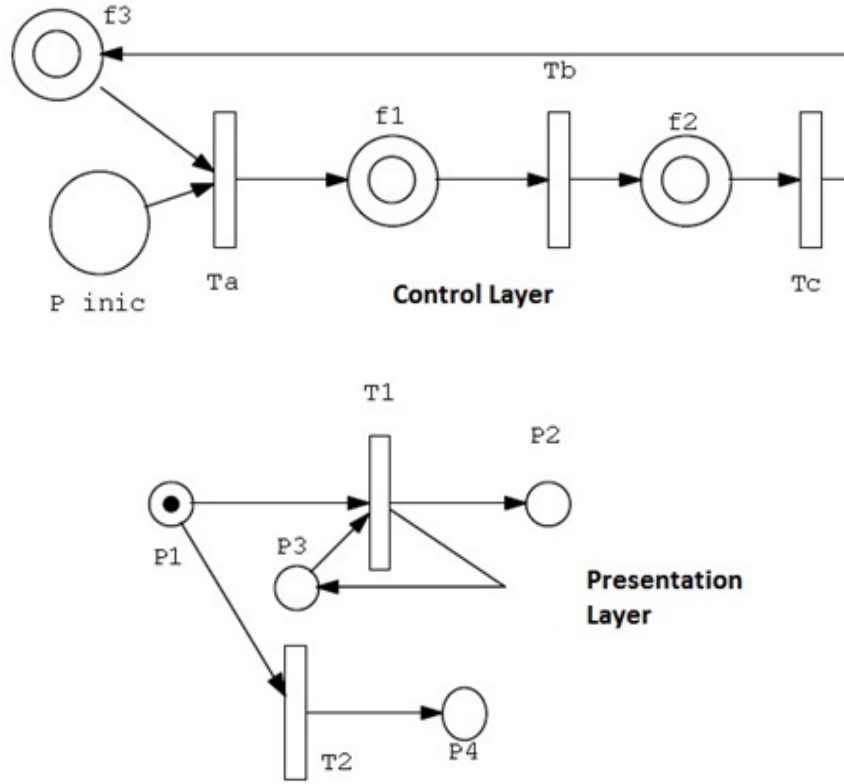 f3
Tb
f1
f2
P inic
Ta
Control Layer
Tc
T1
P2
P1
P3
Presentation
Layer
T2
P4